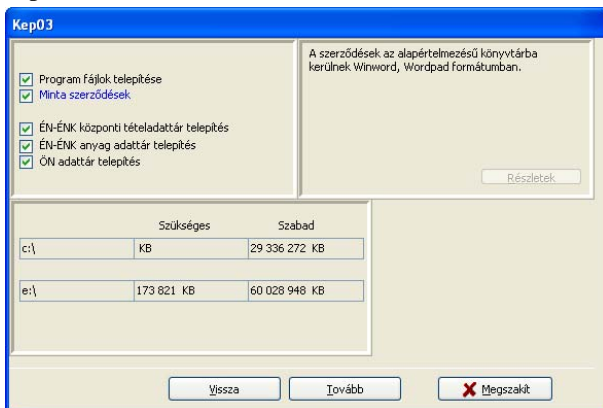 Kep03
Program fájlok telepítése
Minta szerződések
ÉN-ÉNK központi tételadattár telepítés
ÉN-ÉNK anyag adattár telepítés
ÖN adattár telepítés
A szerződések az alapértelmezésű könyvtárba
kerülnek Winword, Wordpad formátumban.
Részletek
Szükséges Szabad
c:\ KB 29 336 272 KB
e:\ 173 821 KB 60 028 948 KB
Vissza Tovább Megszakít